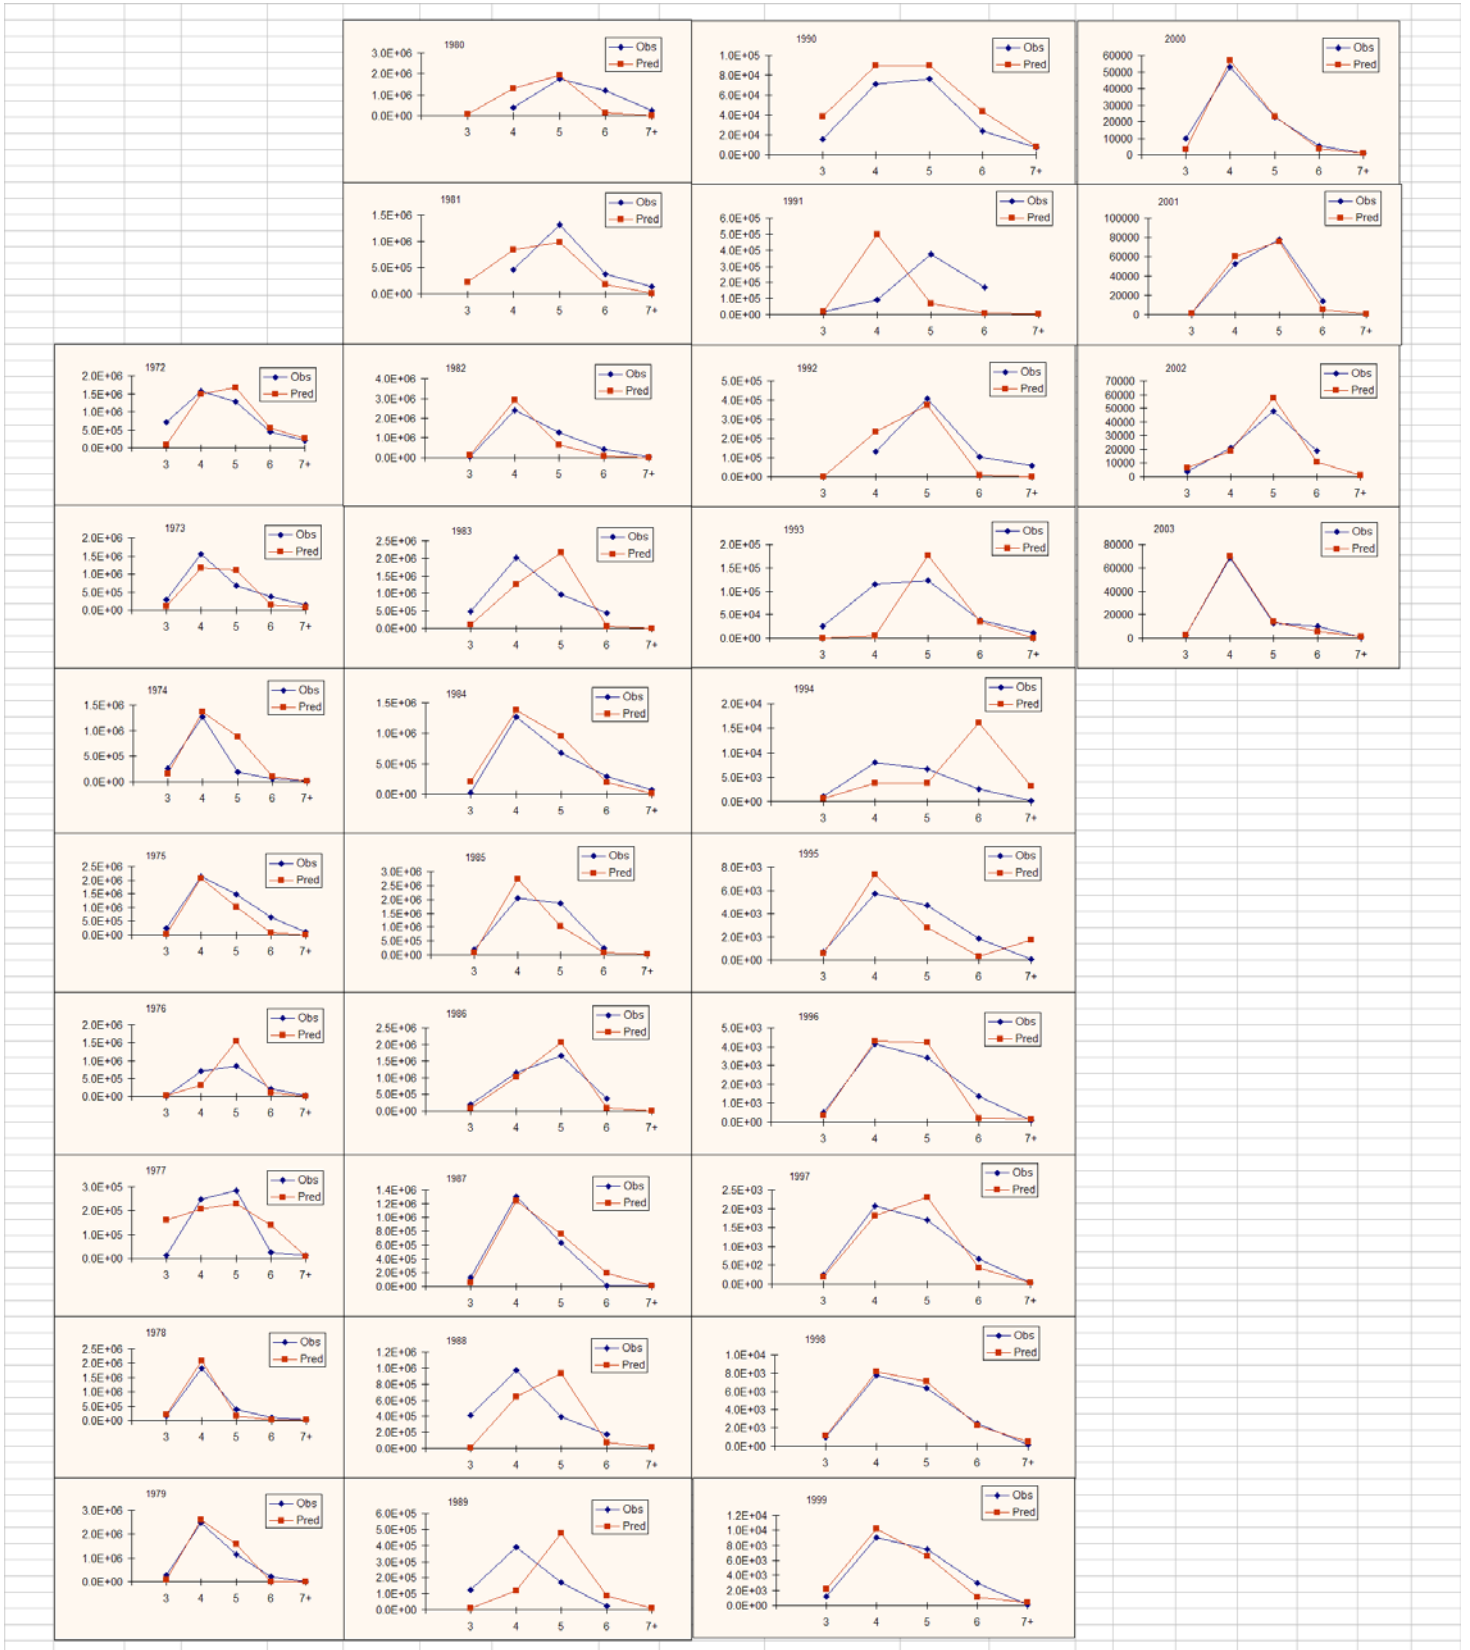 1972
Obs
Pred
2.0E+06
1.5E+06
1.0E+06
5.0E+05
0.0E+00
3 4 5 6 7+
1973
Obs
Pred
2.0E+06
1.5E+06
1.0E+06
5.0E+05
0.0E+00
3 4 5 6 7+
1974
Obs
Pred
1.5E+06
1.0E+06
5.0E+05
0.0E+00
3 4 5 6 7+
1975
Obs
Pred
2.5E+06
2.0E+06
1.5E+06
1.0E+06
5.0E+05
0.0E+00
3 4 5 6 7+
1976
Obs
Pred
2.0E+06
1.5E+06
1.0E+06
5.0E+05
0.0E+00
3 4 5 6 7+
1977
Obs
Pred
3.0E+05
2.0E+05
1.0E+05
0.0E+00
3 4 5 6 7+
1978
Obs
Pred
2.5E+06
2.0E+06
1.5E+06
1.0E+06
5.0E+05
0.0E+00
3 4 5 6 7+
1979
Obs
Pred
3.0E+06
2.0E+06
1.0E+06
0.0E+00
3 4 5 6 7+
1980
Obs
Pred
3.0E+06
2.0E+06
1.0E+06
0.0E+00
3 4 5 6 7+
1981
Obs
Pred
1.5E+06
1.0E+06
5.0E+05
0.0E+00
3 4 5 6 7+
1982
Obs
Pred
4.0E+06
3.0E+06
2.0E+06
1.0E+06
0.0E+00
3 4 5 6 7+
1983
Obs
Pred
2.5E+06
2.0E+06
1.5E+06
1.0E+06
5.0E+05
0.0E+00
3 4 5 6 7+
1984
Obs
Pred
1.5E+06
1.0E+06
5.0E+05
0.0E+00
3 4 5 6 7+
1985
Obs
Pred
3.0E+06
2.5E+06
2.0E+06
1.5E+06
1.0E+06
5.0E+05
0.0E+00
3 4 5 6 7+
1986
Obs
Pred
2.5E+06
2.0E+06
1.5E+06
1.0E+06
5.0E+05
0.0E+00
3 4 5 6 7+
1987
Obs
Pred
1.4E+06
1.2E+06
1.0E+06
8.0E+05
6.0E+05
4.0E+05
2.0E+05
0.0E+00
3 4 5 6 7+
1988
Obs
Pred
1.2E+06
1.0E+06
8.0E+05
6.0E+05
4.0E+05
2.0E+05
0.0E+00
3 4 5 6 7+
1989
Obs
Pred
6.0E+05
5.0E+05
4.0E+05
3.0E+05
2.0E+05
1.0E+05
0.0E+00
3 4 5 6 7+
1990
Obs
Pred
1.0E+05
8.0E+04
6.0E+04
4.0E+04
2.0E+04
0.0E+00
3 4 5 6 7+
1991
Obs
Pred
6.0E+05
5.0E+05
4.0E+05
3.0E+05
2.0E+05
1.0E+05
0.0E+00
3 4 5 6 7+
1992
Obs
Pred
5.0E+05
4.0E+05
3.0E+05
2.0E+05
1.0E+05
0.0E+00
3 4 5 6 7+
1993
Obs
Pred
2.0E+05
1.5E+05
1.0E+05
5.0E+04
0.0E+00
3 4 5 6 7+
1994
Obs
Pred
2.0E+04
1.5E+04
1.0E+04
5.0E+03
0.0E+00
3 4 5 6 7+
1995
Obs
Pred
8.0E+03
6.0E+03
4.0E+03
2.0E+03
0.0E+00
3 4 5 6 7+
1996
Obs
Pred
5.0E+03
4.0E+03
3.0E+03
2.0E+03
1.0E+03
0.0E+00
3 4 5 6 7+
1997
Obs
Pred
2.5E+03
2.0E+03
1.5E+03
1.0E+03
5.0E+02
0.0E+00
3 4 5 6 7+
1998
Obs
Pred
1.0E+04
8.0E+03
6.0E+03
4.0E+03
2.0E+03
0.0E+00
3 4 5 6 7+
1999
Obs
Pred
1.2E+04
1.0E+04
8.0E+03
6.0E+03
4.0E+03
2.0E+03
0.0E+00
3 4 5 6 7+
2000
Obs
Pred
60000
50000
40000
30000
20000
10000
0
3 4 5 6 7+
2001
Obs
Pred
100000
80000
60000
40000
20000
0
3 4 5 6 7+
2002
Obs
Pred
70000
60000
50000
40000
30000
20000
10000
0
3 4 5 6 7+
2003
Obs
Pred
80000
60000
40000
20000
0
3 4 5 6 7+